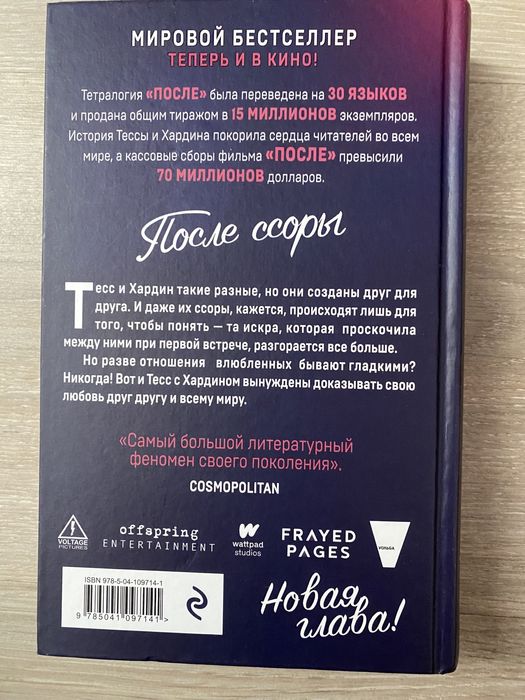 МИРОВОЙ БЕСТСЕЛЛЕР
ТЕПЕРЬ И В КИНО!
Тетралогия «ПОСЛЕ» была переведена на 30 ЯЗЫКОВ
и продана общим тиражом в 15 МИЛЛИОНОВ экземпляров.
История Тессы и Хардина покорила сердца читателей во всем
мире, а кассовые сборы фильма «ПОСЛЕ» превысили
70 МИЛЛИОНОВ долларов.
После ссоры
Тесс и Хардин такие разные, но они созданы друг для
друга. И даже их ссоры, кажется, происходят лишь для
того, чтобы понять — та искра, которая проскочила
между ними при первой встрече, разгорается все больше.
Но разве отношения влюбленных бывают гладкими?
Никогда! Вот и Тесс с Хардином вынуждены доказывать свою
любовь друг другу и всему миру.
«Самый большой литературный
феномен своего поколения».
COSMOPOLITAN
VOLTAGE
PICTURES
offspring
ENTERTAINMENT
wattpad
studios
FRAYED
PAGES
VОЛЬГА
ISBN 978-5-04-109714-1
9 785041 097141 >
Новая
глава!